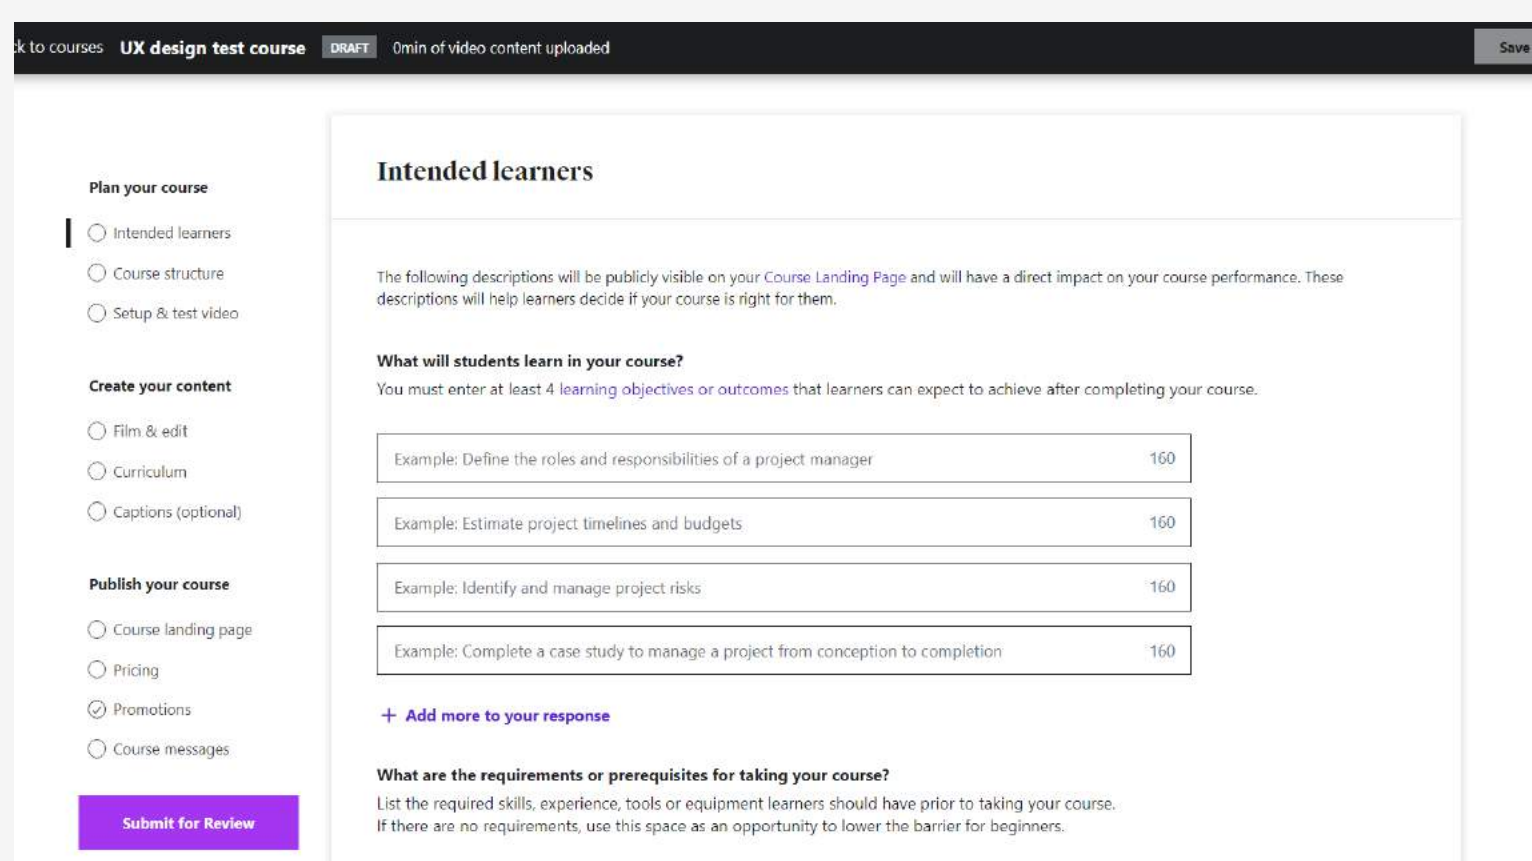 k to courses UX design test course DRAFT 0min of video content uploaded Save
Plan your course
Intended learners
Course structure
Setup & test video
Create your content
Film & edit
Curriculum
Captions (optional)
Publish your course
Course landing page
Pricing
Promotions
Course messages
Submit for Review
Intended learners
The following descriptions will be publicly visible on your Course Landing Page and will have a direct impact on your course performance. These
descriptions will help learners decide if your course is right for them.
What will students learn in your course?
You must enter at least 4 learning objectives or outcomes that learners can expect to achieve after completing your course.
Example: Define the roles and responsibilities of a project manager 160
Example: Estimate project timelines and budgets 160
Example: Identify and manage project risks 160
Example: Complete a case study to manage a project from conception to completion 160
+ Add more to your response
What are the requirements or prerequisites for taking your course?
List the required skills, experience, tools or equipment learners should have prior to taking your course.
If there are no requirements, use this space as an opportunity to lower the barrier for beginners.